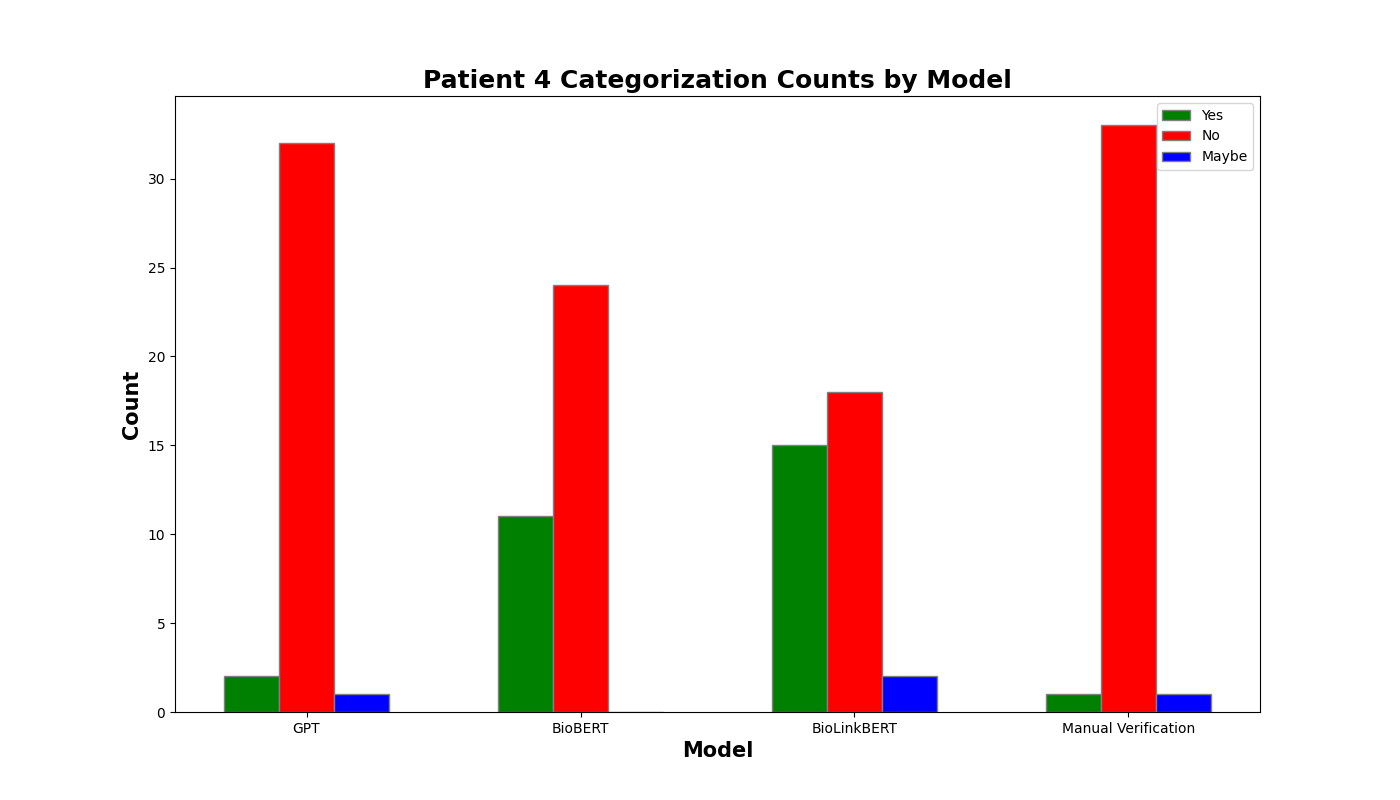 Patient 4 Categorization Counts by Model
Yes
No
Maybe
30
25
20
15
10
5
0
Count
GPT
BioBERT
BioLinkBERT
Manual Verification
Model